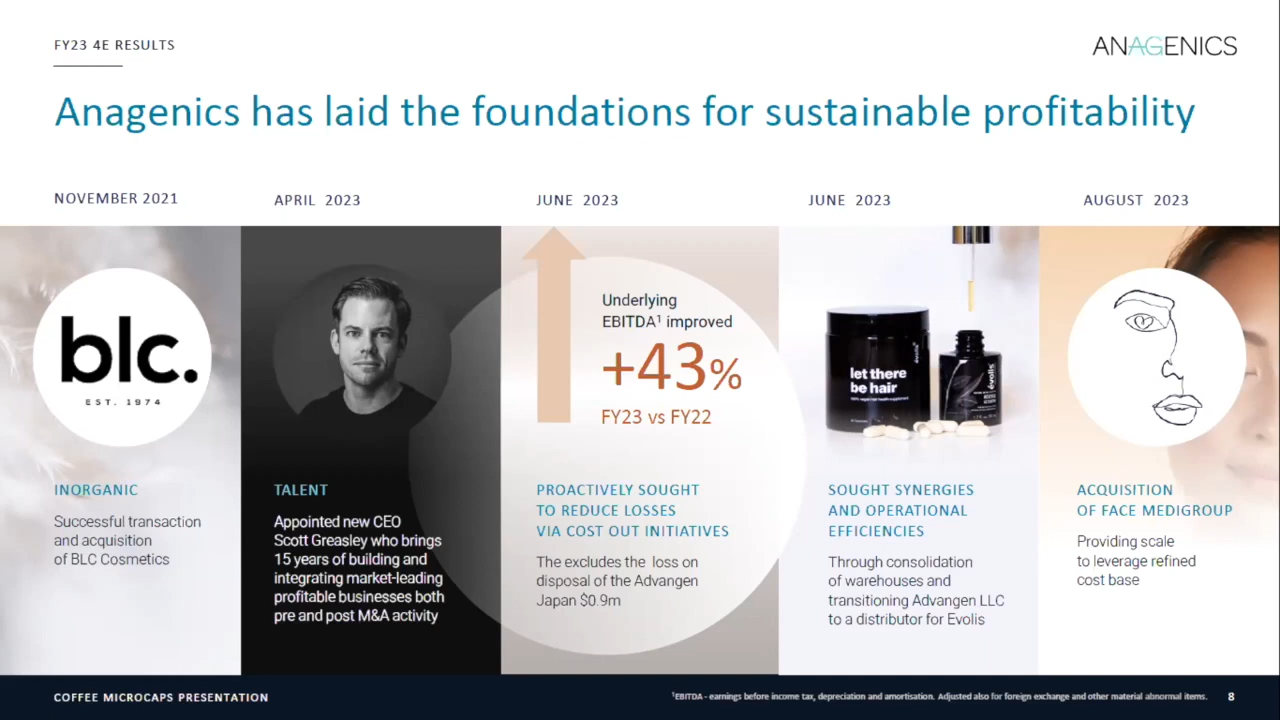 FY23 4E RESULTS
ANAGENICS
Anagenics has laid the foundations for sustainable profitability
NOVEMBER 2021
APRIL 2023
JUNE 2023
JUNE 2023
AUGUST 2023
blc.
EST. 1974
INORGANIC
Successful transaction
and acquisition
of BLC Cosmetics
TALENT
Appointed new CEO
Scott Greasley who brings
15 years of building and
integrating market-leading
profitable businesses both
pre and post M&A activity
Underlying
EBITDA¹ improved
+43%
FY23 vs FY22
PROACTIVELY SOUGHT
TO REDUCE LOSSES
VIA COST OUT INITIATIVES
The excludes the loss on
disposal of the Advangen
Japan $0.9m
évolis
let there
be hair
évolis
SOUGHT SYNERGIES
AND OPERATIONAL
EFFICIENCIES
Through consolidation
of warehouses and
transitioning Advangen LLC
to a distributor for Evolis
ACQUISITION
OF FACE MEDIGROUP
Providing scale
to leverage refined
cost base
COFFEE MICROCAPS PRESENTATION
¹EBITDA - earnings before income tax, depreciation and amortisation. Adjusted also for foreign exchange and other material abnormal items.
8